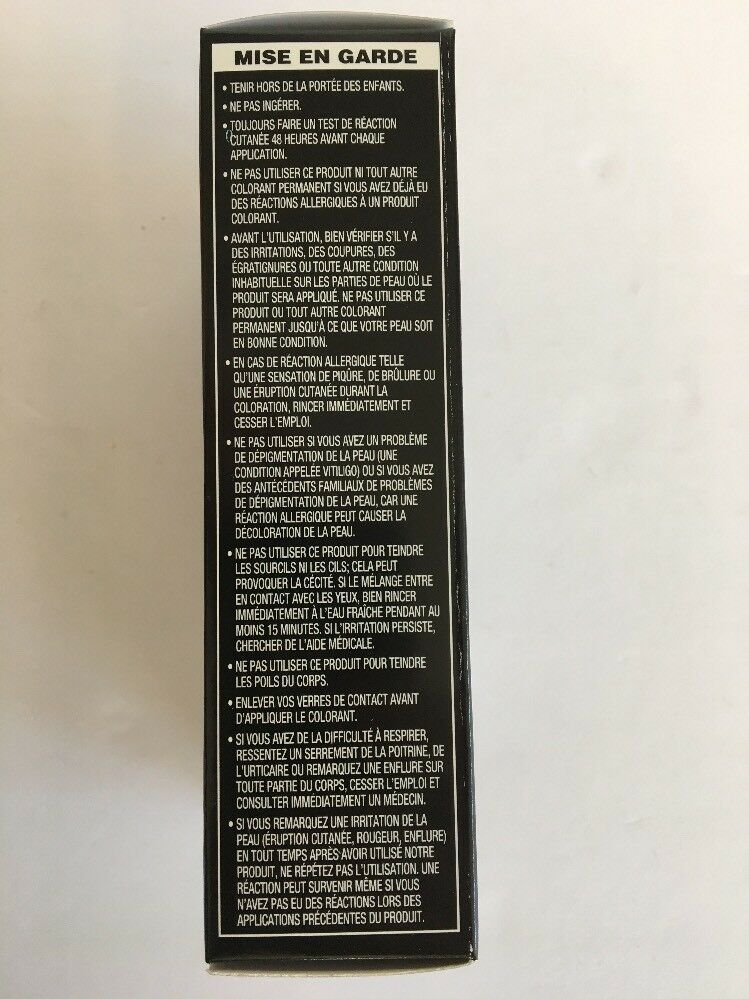 MISE EN GARDE
• TENIR HORS DE LA PORTÉE DES ENFANTS.
• NE PAS INGÉRER.
• TOUJOURS FAIRE UN TEST DE RÉACTION
CUTANÉE 48 HEURES AVANT CHAQUE
APPLICATION.
• NE PAS UTILISER CE PRODUIT NI TOUT AUTRE
COLORANT PERMANENT SI VOUS AVEZ DÉJÀ EU
DES RÉACTIONS ALLERGIQUES À UN PRODUIT
COLORANT.
• AVANT L'UTILISATION, BIEN VÉRIFIER S'IL Y A
DES IRRITATIONS, DES COUPURES, DES
ÉGRATIGNURES OU TOUTE AUTRE CONDITION
INHABITUELLE SUR LES PARTIES DE PEAU OÙ LE
PRODUIT SERA APPLIQUÉ. NE PAS UTILISER CE
PRODUIT OU TOUT AUTRE COLORANT
PERMANENT JUSQU'À CE QUE VOTRE PEAU SOIT
EN BONNE CONDITION.
• EN CAS DE RÉACTION ALLERGIQUE TELLE
QU'UNE SENSATION DE PIQÛRE, DE BRÛLURE OU
UNE ÉRUPTION CUTANÉE DURANT LA
COLORATION, RINCER IMMÉDIATEMENT ET
CESSER L'EMPLOI.
• NE PAS UTILISER SI VOUS AVEZ UN PROBLÈME
DE DÉPIGMENTATION DE LA PEAU (UNE
CONDITION APPELÉE VITILIGO) OU SI VOUS AVEZ
DES ANTÉCÉDENTS FAMILIAUX DE PROBLÈMES
DE DÉPIGMENTATION DE LA PEAU, CAR UNE
RÉACTION ALLERGIQUE PEUT CAUSER LA
DÉCOLORATION DE LA PEAU.
• NE PAS UTILISER CE PRODUIT POUR TEINDRE
LES SOURCILS NI LES CILS; CELA PEUT
PROVOQUER LA CÉCITÉ. SI LE MÉLANGE ENTRE
EN CONTACT AVEC LES YEUX, BIEN RINCER
IMMÉDIATEMENT À L'EAU FRAÎCHE PENDANT AU
MOINS 15 MINUTES. SI L'IRRITATION PERSISTE,
CHERCHER DE L'AIDE MÉDICALE.
• NE PAS UTILISER CE PRODUIT POUR TEINDRE
LES POILS DU CORPS.
• ENLEVER VOS VERRES DE CONTACT AVANT
D'APPLIQUER LE COLORANT.
• SI VOUS AVEZ DE LA DIFFICULTÉ À RESPIRER,
RESSENTEZ UN SERREMENT DE LA POITRINE, DE
L'URTICAIRE OU REMARQUEZ UNE ENFLURE SUR
TOUTE PARTIE DU CORPS, CESSER L'EMPLOI ET
CONSULTER IMMÉDIATEMENT UN MÉDECIN.
• SI VOUS REMARQUEZ UNE IRRITATION DE LA
PEAU (ÉRUPTION CUTANÉE, ROUGEUR, ENFLURE)
EN TOUT TEMPS APRÈS AVOIR UTILISÉ NOTRE
PRODUIT, NE RÉPÉTEZ PAS L'UTILISATION. UNE
RÉACTION PEUT SURVENIR MÊME SI VOUS
N'AVEZ PAS EU DES RÉACTIONS LORS DES
APPLICATIONS PRÉCÉDENTES DU PRODUIT.